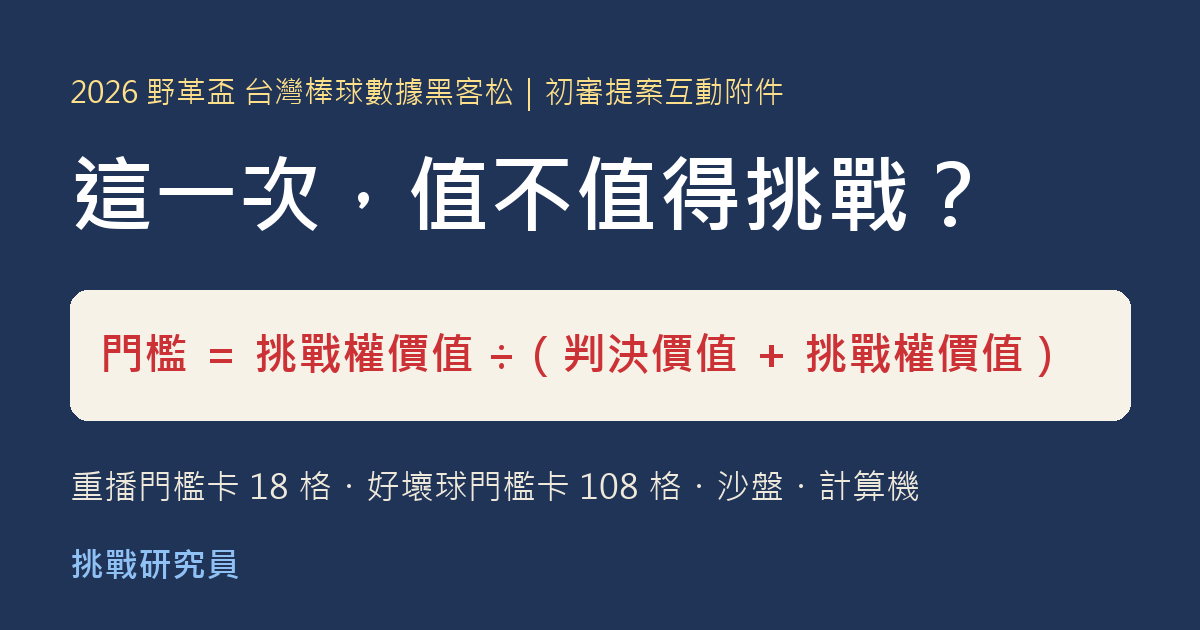 2026 野革盃 台灣棒球數據黑客松｜初審提案互動附件
這一次，值不值得挑戰？
門檻 ＝ 挑戰權價值 ÷（判決價值 ＋ 挑戰權價值）
重播門檻卡 18 格 · 好壞球門檻卡 108 格 · 沙盤 · 計算機
挑戰研究員